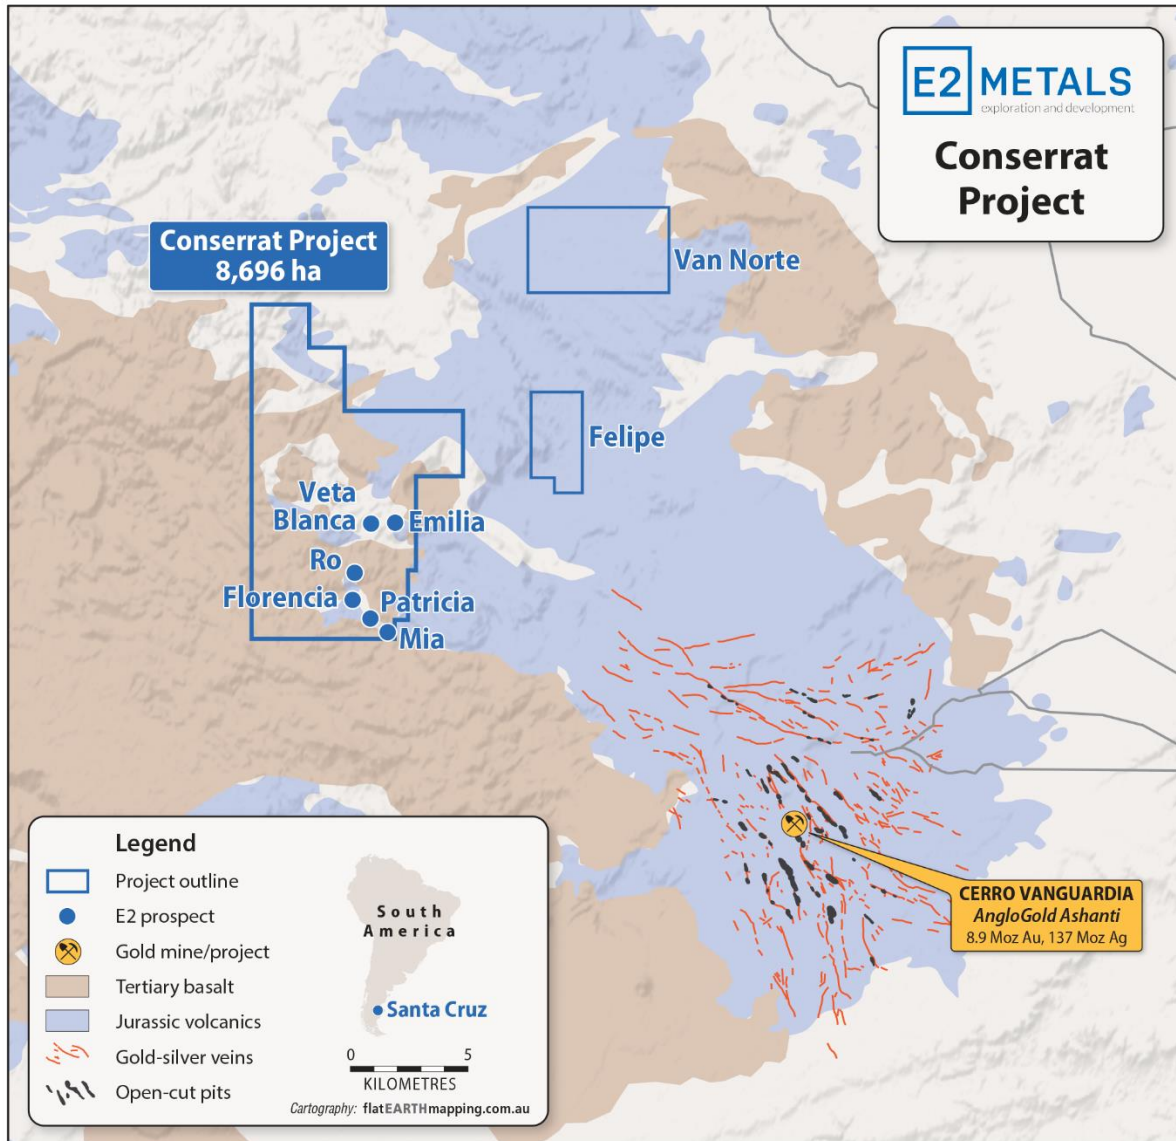 E2 METALS
exploration and development
Conserrat
Project
Conserrat Project
8,696 ha
Van Norte
Felipe
Veta
Blanca
Emilia
Ro
Florencia
Patricia
Mia
CERRO VANGUARDIA
AngloGold Ashanti
8.9 Moz Au, 137 Moz Ag
Legend
Project outline
E2 prospect
Gold mine/project
Tertiary basalt
Jurassic volcanics
Gold-silver veins
Open-cut pits
South
America
Santa Cruz
0 5
KILOMETRES
Cartography: flatEARTHmapping.com.au